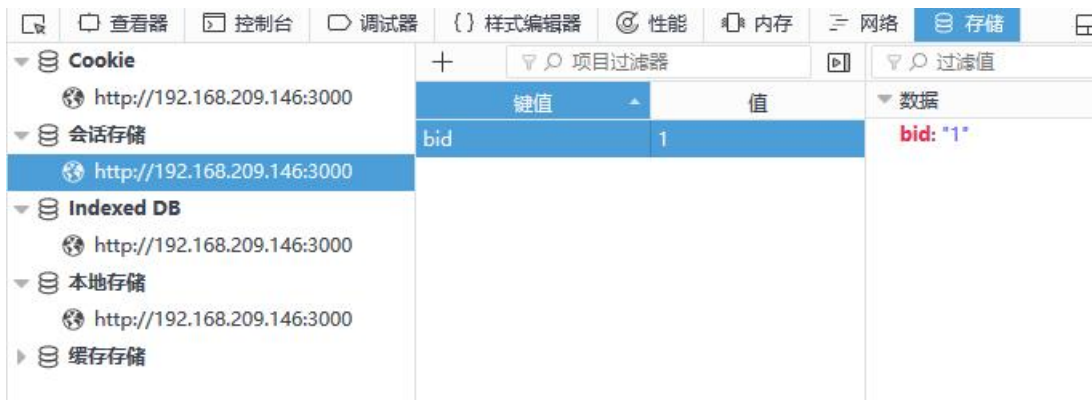 查看器 控制台 调试器 {} 样式编辑器 性能 内存 网络 存储
Cookie
http://192.168.209.146:3000
会话存储
http://192.168.209.146:3000
Indexed DB
http://192.168.209.146:3000
本地存储
http://192.168.209.146:3000
缓存存储
+ 项目过滤器
键值 值
bid 1
过滤值
数据
bid: "1"